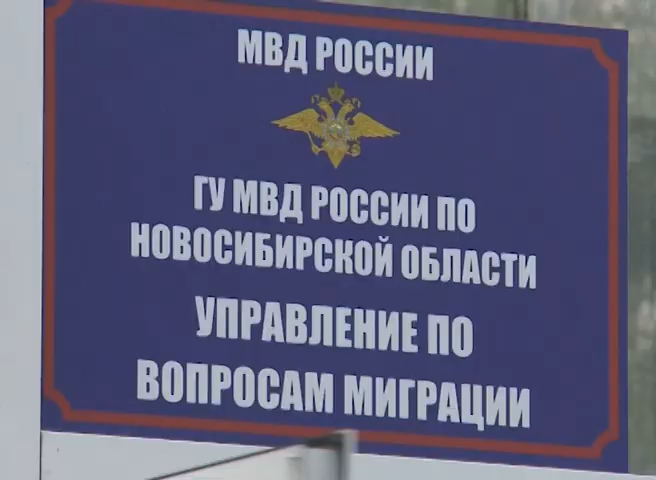 МВД РОССИИ
ГУ МВД РОССИИ ПО
НОВОСИБИРСКОЙ ОБЛАСТИ
УПРАВЛЕНИЕ ПО
ВОПРОСАМ МИГРАЦИИ